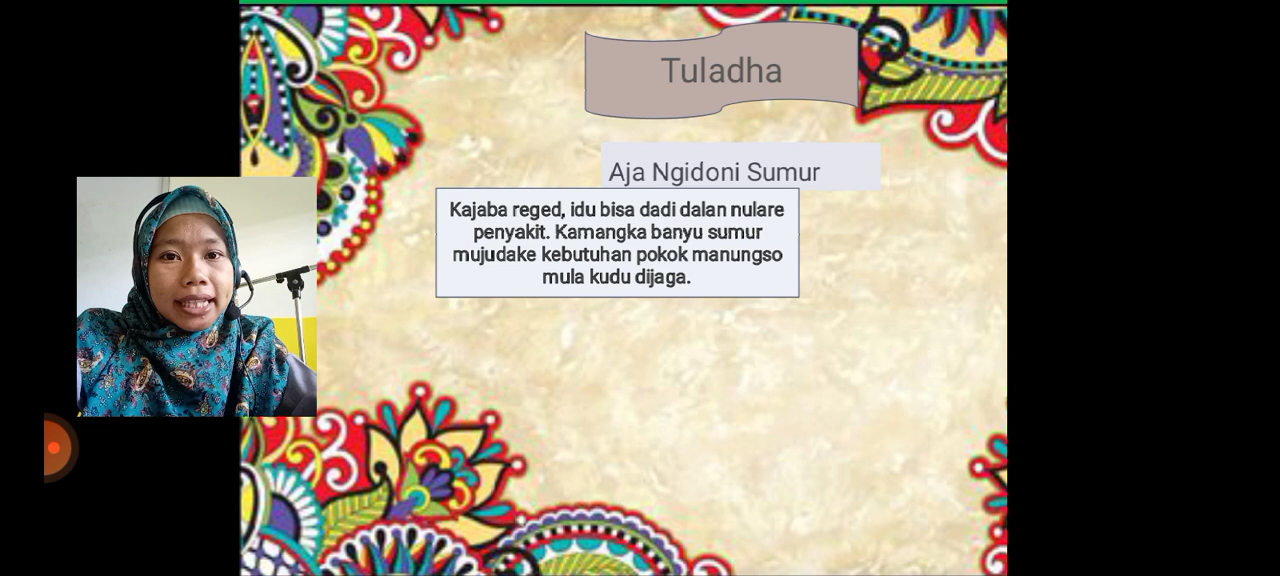 Tuladha
Aja Ngidoni Sumur
Kajaba reged, idu bisa dadi dalan nulare
penyakit. Kamangka banyu sumur
mujudake kebutuhan pokok manungso
mula kudu dijaga.